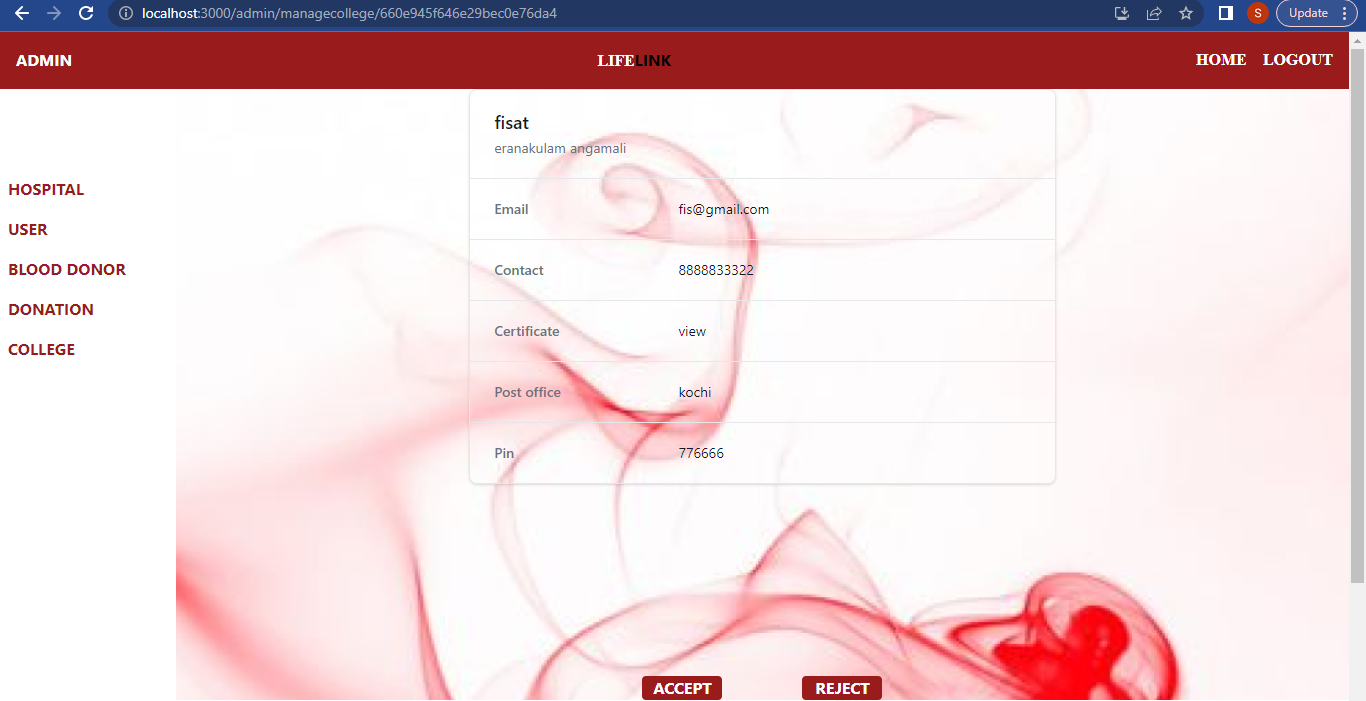 localhost:3000/admin/managecollege/660e945f646e29bec0e76da4
S
Update
ADMIN
LIFELINK
HOME
LOGOUT
fisat
eranakulam angamali
HOSPITAL
USER
BLOOD DONOR
DONATION
COLLEGE
Email fis@gmail.com
Contact 8888833322
Certificate view
Post office kochi
Pin 776666
ACCEPT
REJECT